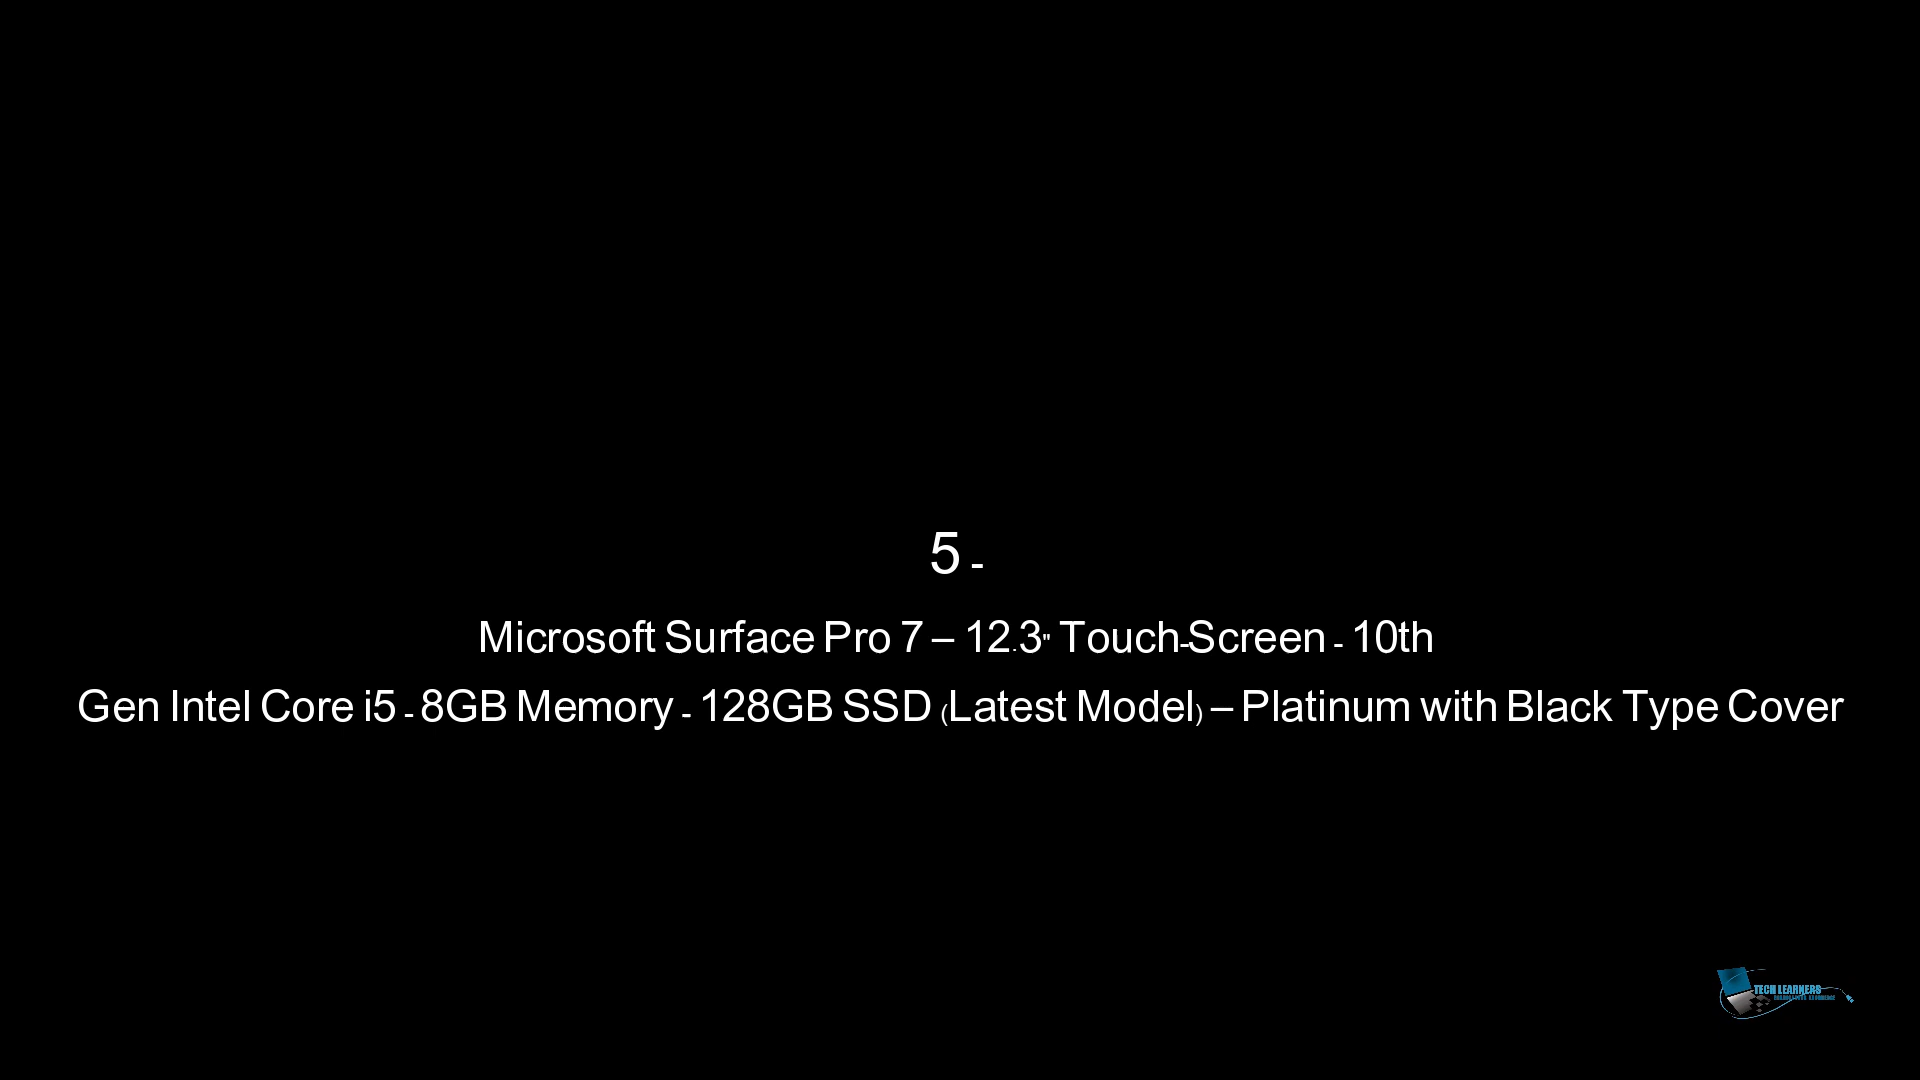 5 -
Microsoft Surface Pro 7 – 12.3" Touch-Screen - 10th
Gen Intel Core i5 - 8GB Memory - 128GB SSD (Latest Model) – Platinum with Black Type Cover
TECH LEARNERS